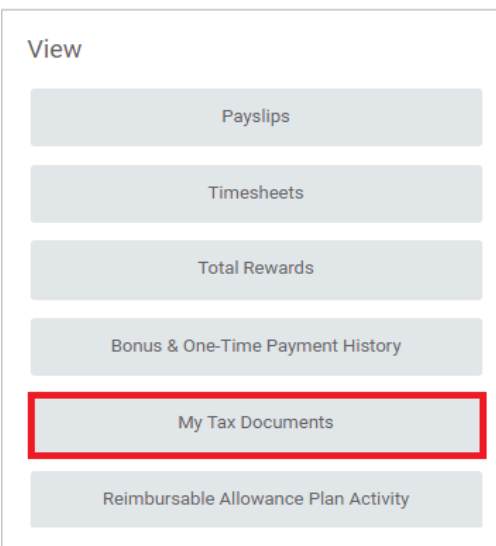 View
Payslips
Timesheets
Total Rewards
Bonus & One-Time Payment History
My Tax Documents
Reimbursable Allowance Plan Activity